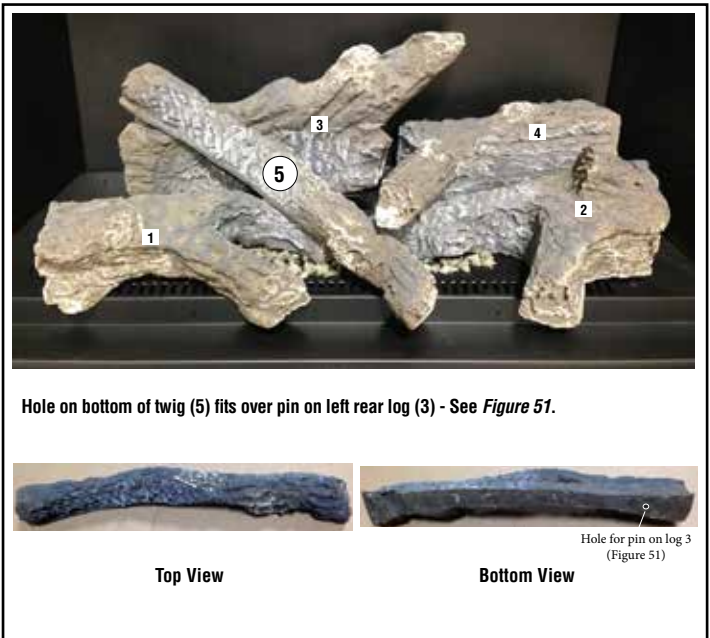 3
4
5
2
1
Hole on bottom of twig (5) fits over pin on left rear log (3) - See Figure 51.
Hole for pin on log 3
(Figure 51)
Top View
Bottom View